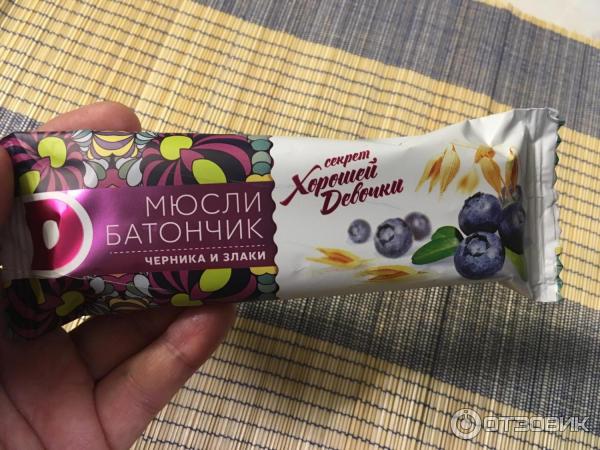 МЮСЛИ
БАТОНЧИК
ЧЕРНИКА И ЗЛАКИ
секрет
Хорошей
Девочки
ОТЗОВИК